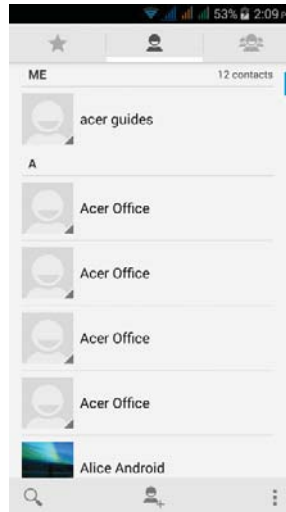 53% 2:09 P
ME 12 contacts
acer guides
A
Acer Office
Acer Office
Acer Office
Acer Office
Alice Android